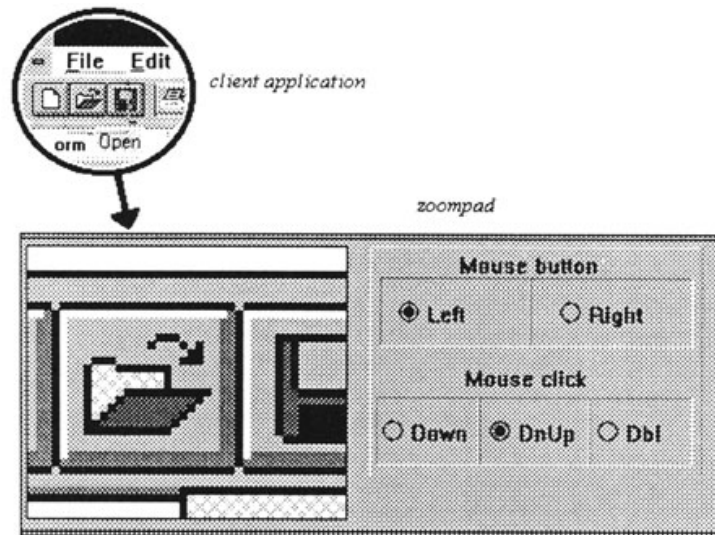 File Edit
client application
orm Open
zoompad
Mouse button
Left Right
Mouse click
Down DnUp Dbl